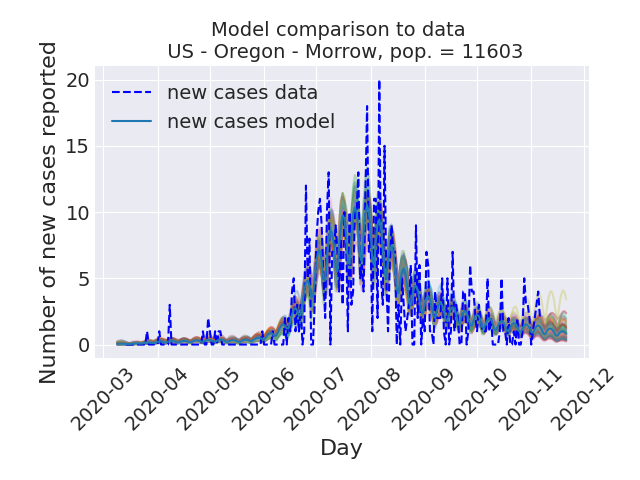 Model comparison to data
US - Oregon - Morrow, pop. = 11603
Number of new cases reported
20
15
10
5
0
new cases data
new cases model
2020-03
2020-04
2020-05
2020-06
2020-07
2020-08
2020-09
2020-10
2020-11
2020-12
Day